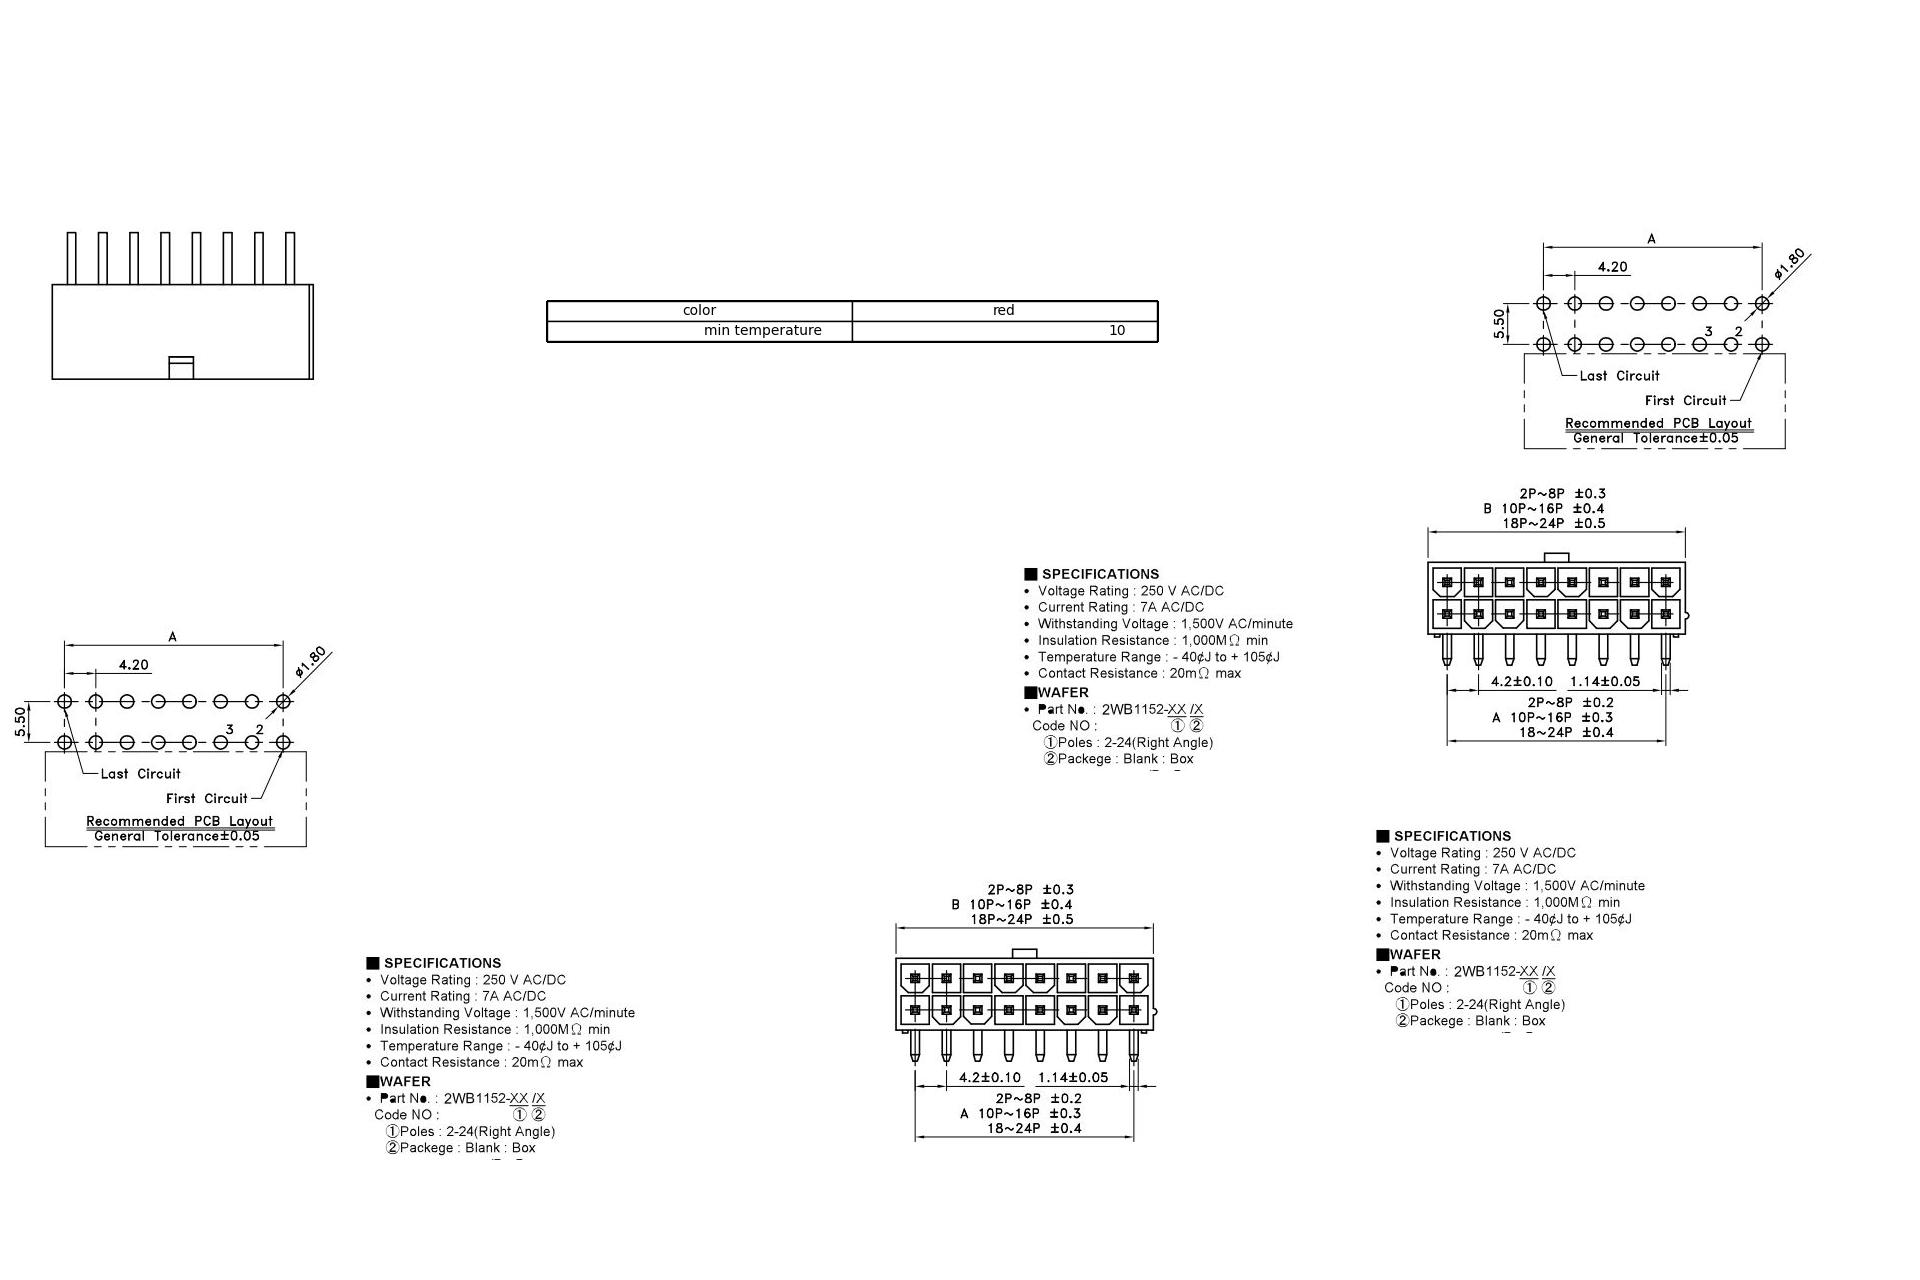 color red
min temperature 10
A
4.20
ø1.80
5.50
3 2
Last Circuit
First Circuit
Recommended PCB Layout
General Tolerance±0.05
2P~8P ±0.3
B 10P~16P ±0.4
18P~24P ±0.5
4.2±0.10 1.14±0.05
2P~8P ±0.2
A 10P~16P ±0.3
18~24P ±0.4
■ SPECIFICATIONS
• Voltage Rating : 250 V AC/DC
• Current Rating : 7A AC/DC
• Withstanding Voltage : 1,500V AC/minute
• Insulation Resistance : 1,000MΩ min
• Temperature Range : - 40¢J to + 105¢J
• Contact Resistance : 20mΩ max
■WAFER
• Part No. : 2WB1152-XX /X
Code NO : ① ②
①Poles : 2-24(Right Angle)
②Packege : Blank : Box
A
4.20
ø1.80
5.50
3 2
Last Circuit
First Circuit
Recommended PCB Layout
General Tolerance±0.05
■ SPECIFICATIONS
• Voltage Rating : 250 V AC/DC
• Current Rating : 7A AC/DC
• Withstanding Voltage : 1,500V AC/minute
• Insulation Resistance : 1,000MΩ min
• Temperature Range : - 40¢J to + 105¢J
• Contact Resistance : 20mΩ max
■WAFER
• Part No. : 2WB1152-XX /X
Code NO : ① ②
①Poles : 2-24(Right Angle)
②Packege : Blank : Box
2P~8P ±0.3
B 10P~16P ±0.4
18P~24P ±0.5
4.2±0.10 1.14±0.05
2P~8P ±0.2
A 10P~16P ±0.3
18~24P ±0.4
■ SPECIFICATIONS
• Voltage Rating : 250 V AC/DC
• Current Rating : 7A AC/DC
• Withstanding Voltage : 1,500V AC/minute
• Insulation Resistance : 1,000MΩ min
• Temperature Range : - 40¢J to + 105¢J
• Contact Resistance : 20mΩ max
■WAFER
• Part No. : 2WB1152-XX /X
Code NO : ① ②
①Poles : 2-24(Right Angle)
②Packege : Blank : Box